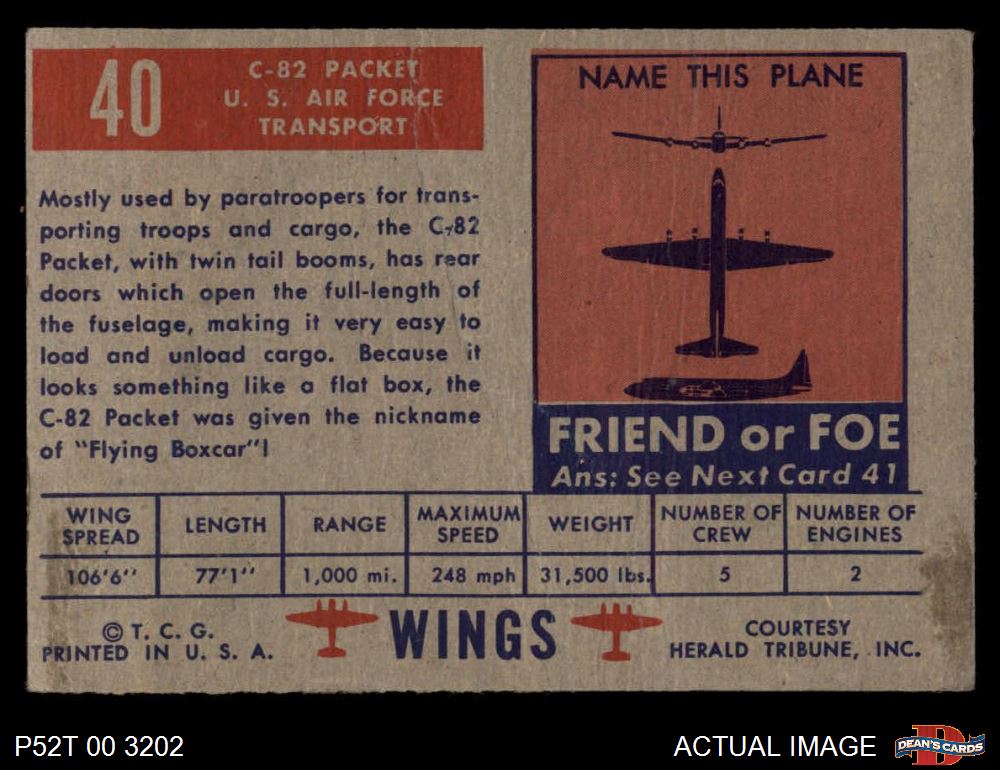 40
C-82 PACKET
U. S. AIR FORCE
TRANSPORT
Mostly used by paratroopers for trans-
porting troops and cargo, the C-82
Packet, with twin tail booms, has rear
doors which open the full-length of
the fuselage, making it very easy to
load and unload cargo. Because it
looks something like a flat box, the
C-82 Packet was given the nickname
of "Flying Boxcar"!
NAME THIS PLANE
FRIEND or FOE
Ans: See Next Card 41
WING SPREAD LENGTH RANGE MAXIMUM SPEED WEIGHT NUMBER OF CREW NUMBER OF ENGINES
106'6" 77'1" 1,000 mi. 248 mph 31,500 lbs. 5 2
© T. C. G.
PRINTED IN U. S. A.
WINGS
COURTESY
HERALD TRIBUNE, INC.
P52T 00 3202
ACTUAL IMAGE
D
DEAN'S CARDS